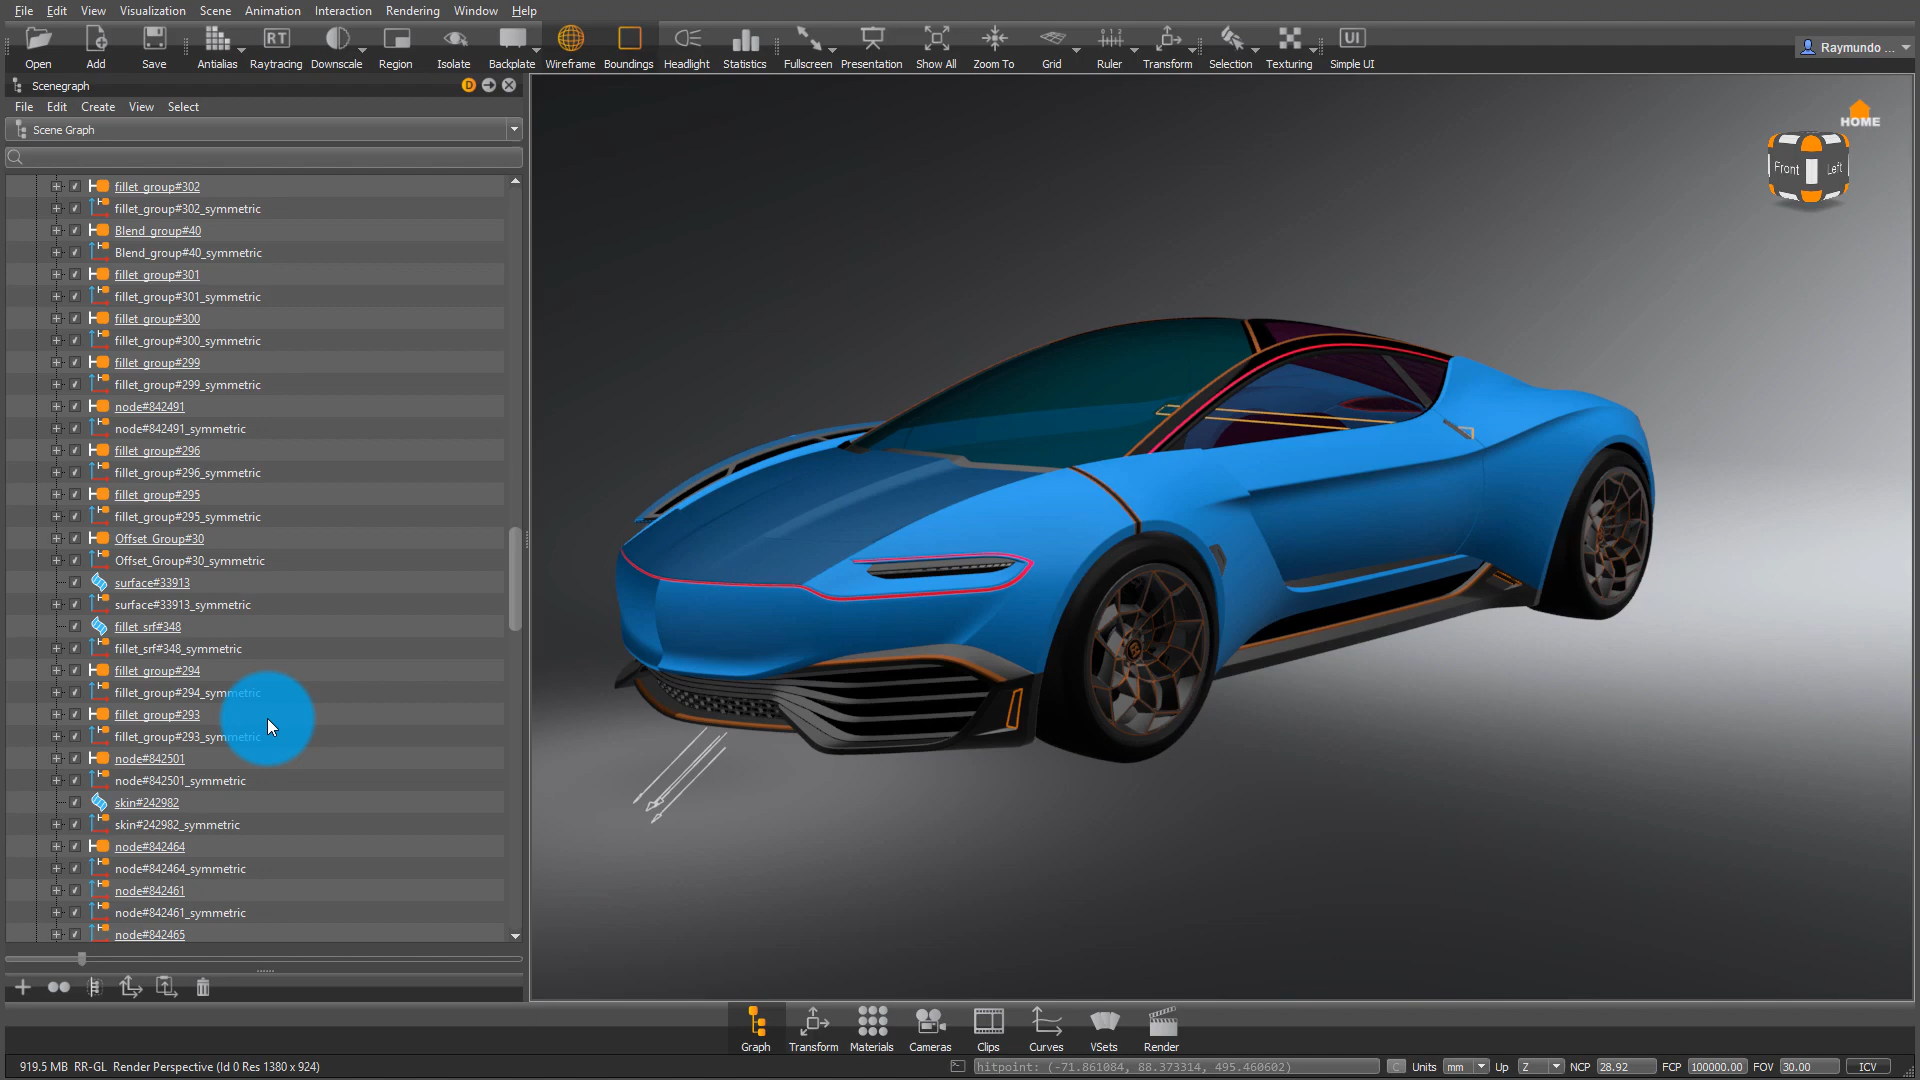 File Edit View Visualization Scene Animation Interaction Rendering Window Help
Open Add Save Antialias Raytracing Downscale Region Isolate Backplate Wireframe Boundings Headlight Statistics Fullscreen Presentation Show All Zoom To Grid Ruler Transform Selection Texturing Simple UI
RT
UI
Raymundo ...
Scenegraph
D
File Edit Create View Select
Scene Graph
fillet_group#302
fillet_group#302_symmetric
Blend_group#40
Blend_group#40_symmetric
fillet_group#301
fillet_group#301_symmetric
fillet_group#300
fillet_group#300_symmetric
fillet_group#299
fillet_group#299_symmetric
node#842491
node#842491_symmetric
fillet_group#296
fillet_group#296_symmetric
fillet_group#295
fillet_group#295_symmetric
Offset_Group#30
Offset_Group#30_symmetric
surface#33913
surface#33913_symmetric
fillet_srf#348
fillet_srf#348_symmetric
fillet_group#294
fillet_group#294_symmetric
fillet_group#293
fillet_group#293_symmetric
node#842501
node#842501_symmetric
skin#242982
skin#242982_symmetric
node#842464
node#842464_symmetric
node#842461
node#842461_symmetric
node#842465
HOME
Front Left
Graph Transform Materials Cameras Clips Curves VSets Render
919.5 MB RR-GL Render Perspective (Id 0 Res 1380 x 924)
hitpoint: (-71.861084, 88.373314, 495.460602)
C Units mm Up Z NCP 28.92 FCP 100000.00 FOV 30.00 ICV